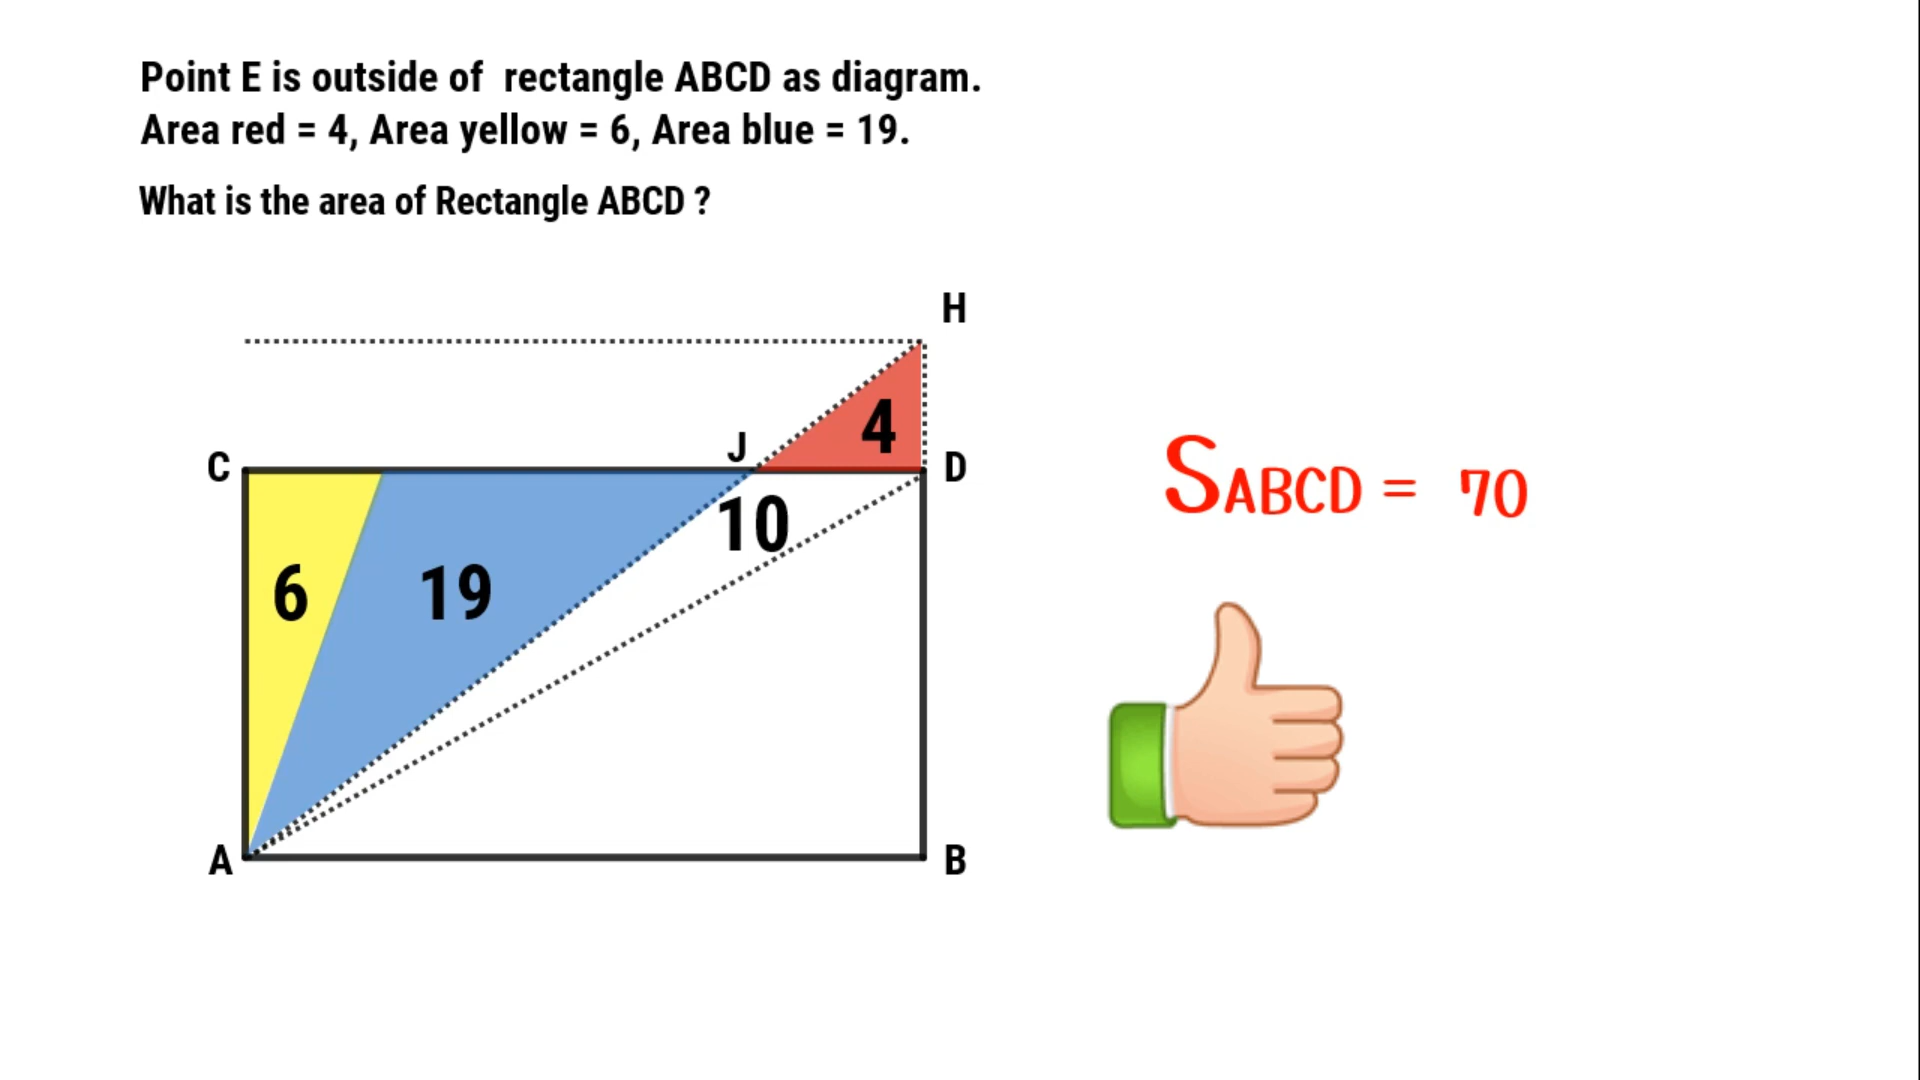 Point E is outside of rectangle ABCD as diagram.
Area red = 4, Area yellow = 6, Area blue = 19.
What is the area of Rectangle ABCD ?
H
J
4
C
D
10
6
19
A
B
SABCD = 70